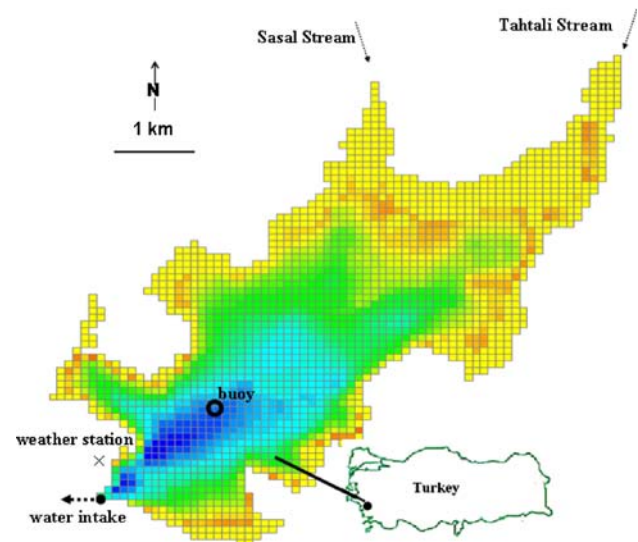 Sasal Stream
Tahtali Stream
N
1 km
buoy
weather station
water intake
Turkey